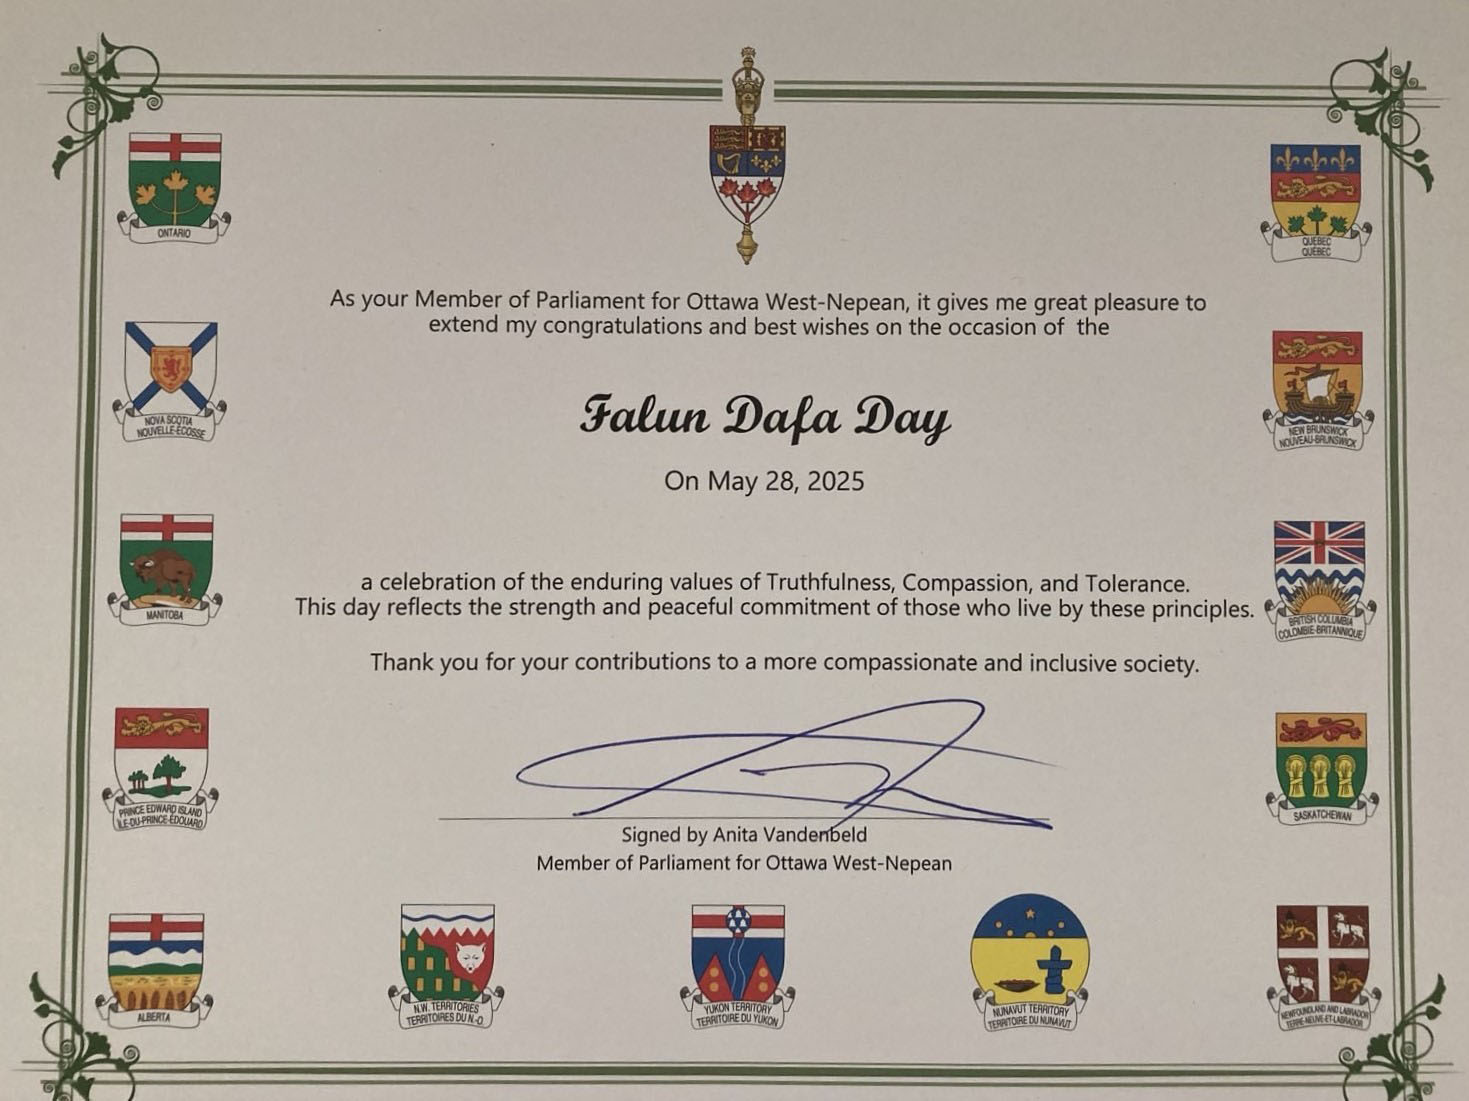 ONTARIO
QUEBEC
QUÉBEC
As your Member of Parliament for Ottawa West-Nepean, it gives me great pleasure to
extend my congratulations and best wishes on the occasion of the
NOVA SCOTIA
NOUVELLE-ÉCOSSE
Falun Dafa Day
NEW BRUNSWICK
NOUVEAU-BRUNSWICK
On May 28, 2025
MANITOBA
a celebration of the enduring values of Truthfulness, Compassion, and Tolerance.
This day reflects the strength and peaceful commitment of those who live by these principles.
BRITISH COLUMBIA
COLOMBIE-BRITANNIQUE
Thank you for your contributions to a more compassionate and inclusive society.
PRINCE EDWARD ISLAND
ÎLE-DU-PRINCE-ÉDOUARD
SASKATCHEWAN
Signed by Anita Vandenbeld
Member of Parliament for Ottawa West-Nepean
ALBERTA
N.W. TERRITORIES
TERRITOIRES DU N.-O.
YUKON TERRITORY
TERRITOIRE DU YUKON
NUNAVUT TERRITORY
TERRITOIRE DU NUNAVUT
NEWFOUNDLAND AND LABRADOR
TERRE-NEUVE-ET-LABRADOR